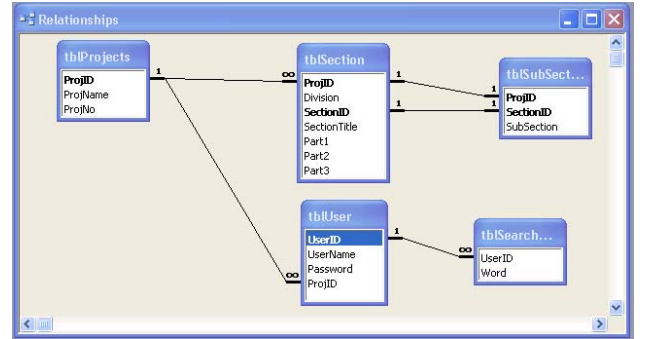 Relationships
tblProjects
ProjID
ProjName
ProjNo
1
∞
tblSection
ProjID
Division
SectionID
SectionTitle
Part1
Part2
Part3
1
1
1
1
tblSubSect...
ProjID
SectionID
SubSection
tblUser
UserID
UserName
Password
ProjID
∞
1
∞
tblSearch...
UserID
Word